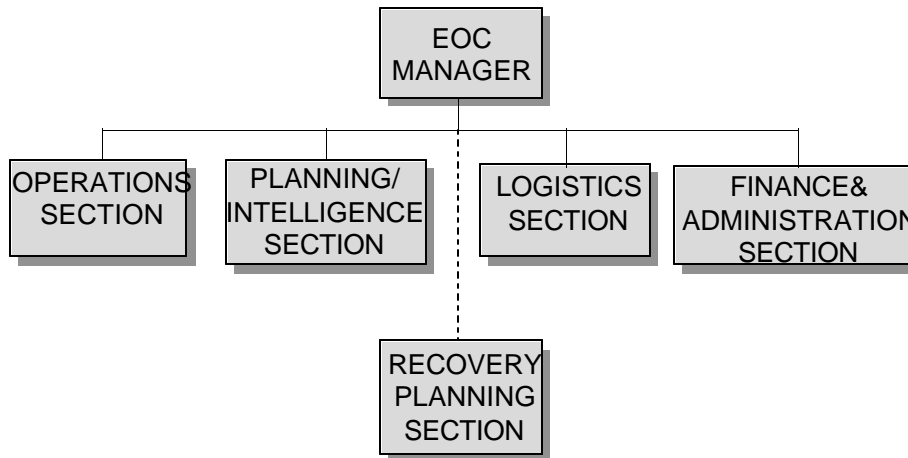 EOC
MANAGER
OPERATIONS
SECTION
PLANNING/
INTELLIGENCE
SECTION
LOGISTICS
SECTION
FINANCE&
ADMINISTRATION
SECTION
RECOVERY
PLANNING
SECTION